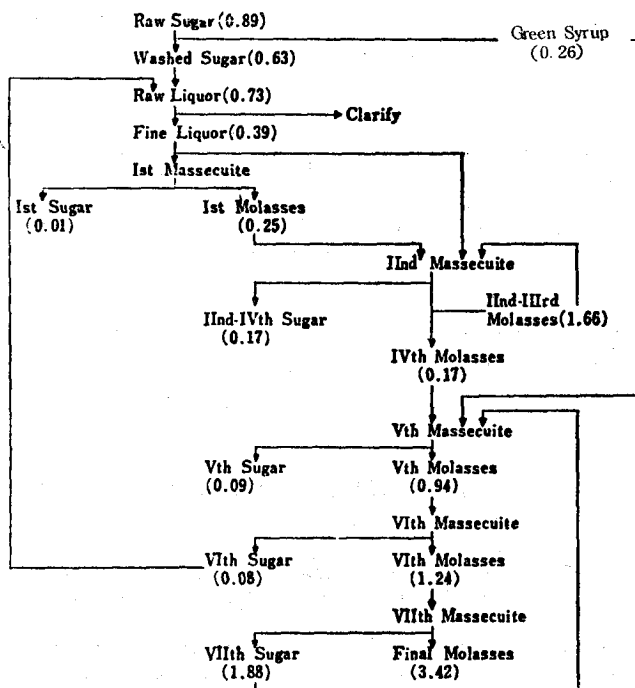 Raw Sugar(0.89)
Green Syrup
(0.26)
Washed Sugar(0.63)
Raw Liquor(0.73)
Clarify
Fine Liquor(0.39)
Ist Massecuite
Ist Sugar
(0.01)
Ist Molasses
(0.25)
IInd Massecuite
IInd-IVth Sugar
(0.17)
IInd-IIIrd
Molasses(1.66)
IVth Molasses
(0.17)
Vth Massecuite
Vth Sugar
(0.09)
Vth Molasses
(0.94)
VIth Massecuite
VIth Sugar
(0.08)
VIth Molasses
(1.24)
VIIth Massecuite
VIIth Sugar
(1.88)
Final Molasses
(3.42)